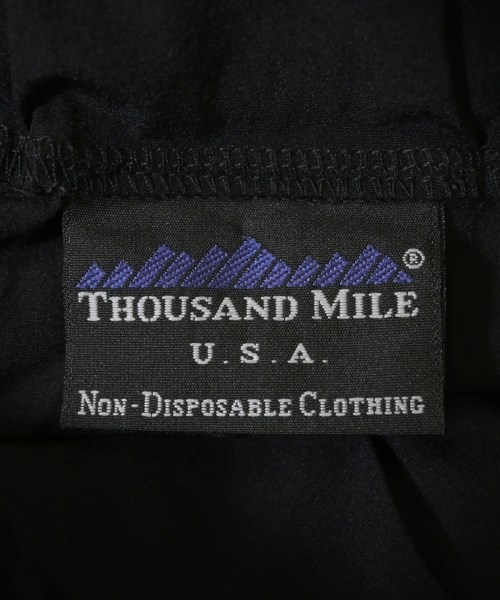 ®
THOUSAND MILE
U.S.A.
NON-DISPOSABLE CLOTHING